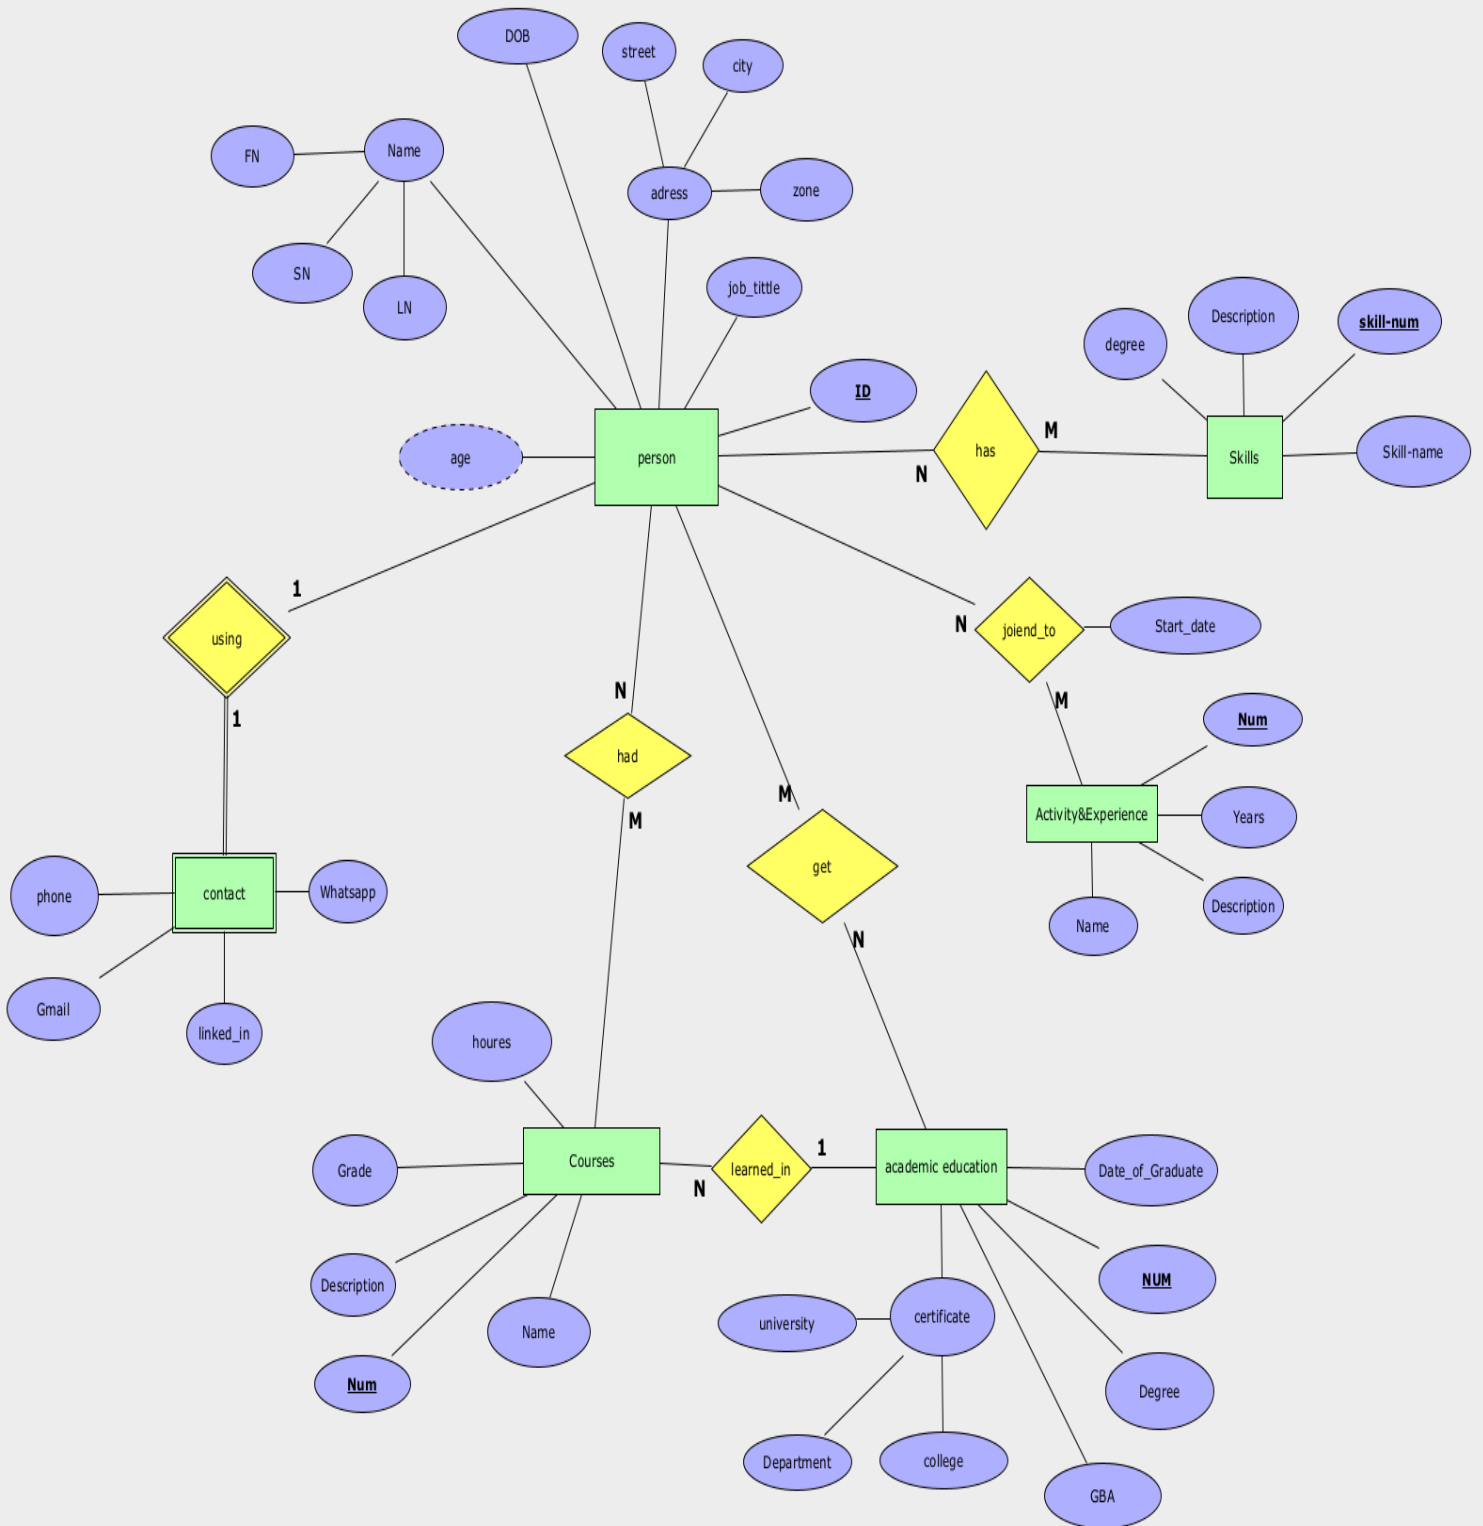 DOB
street
city
FN
Name
adress
zone
SN
LN
job_tittle
degree
Description
skill-num
ID
age
person
has
M
N
Skills
Skill-name
1
using
1
N
joiend_to
Start_date
N
M
had
M
M
get
N
Num
Activity&Experience
Years
Name
Description
phone
contact
Whatsapp
Gmail
linked_in
houres
Grade
Courses
N
learned_in
1
academic education
Date_of_Graduate
Description
Num
Name
NUM
university
certificate
Department
college
Degree
GBA